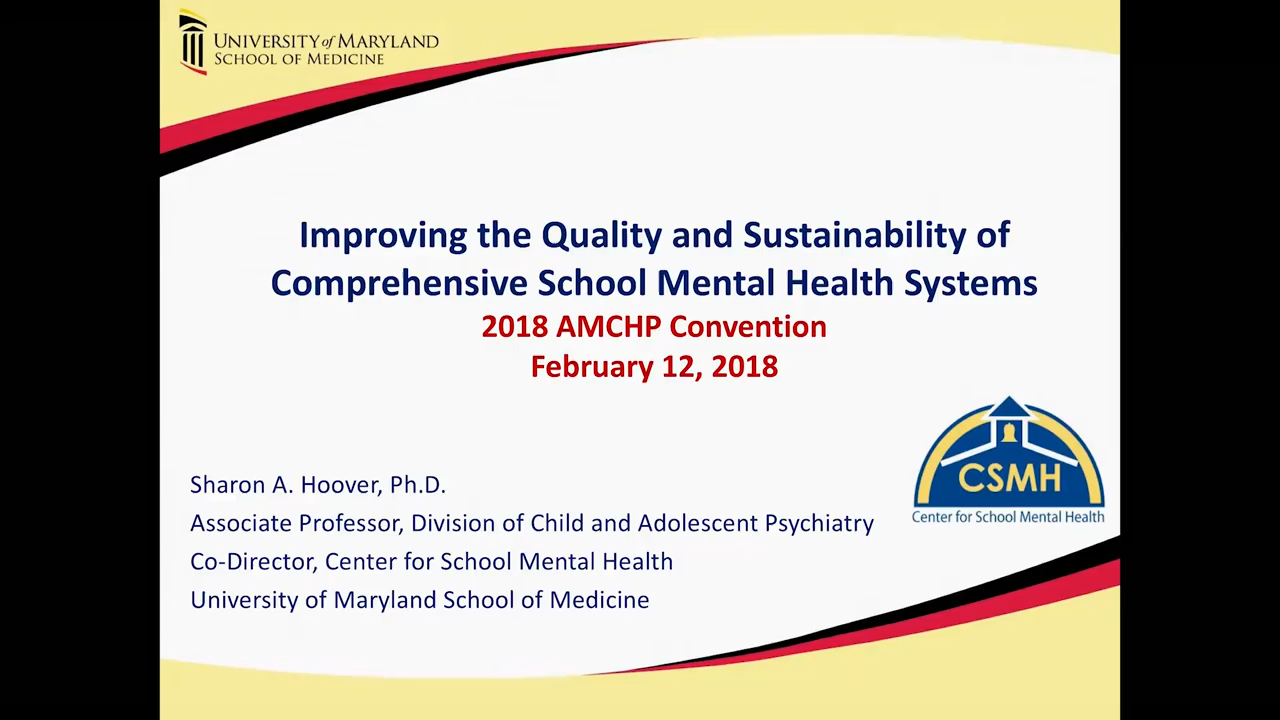 UNIVERSITY of MARYLAND
SCHOOL OF MEDICINE
Improving the Quality and Sustainability of
Comprehensive School Mental Health Systems
2018 AMCHP Convention
February 12, 2018
CSMH
Center for School Mental Health
Sharon A. Hoover, Ph.D.
Associate Professor, Division of Child and Adolescent Psychiatry
Co-Director, Center for School Mental Health
University of Maryland School of Medicine